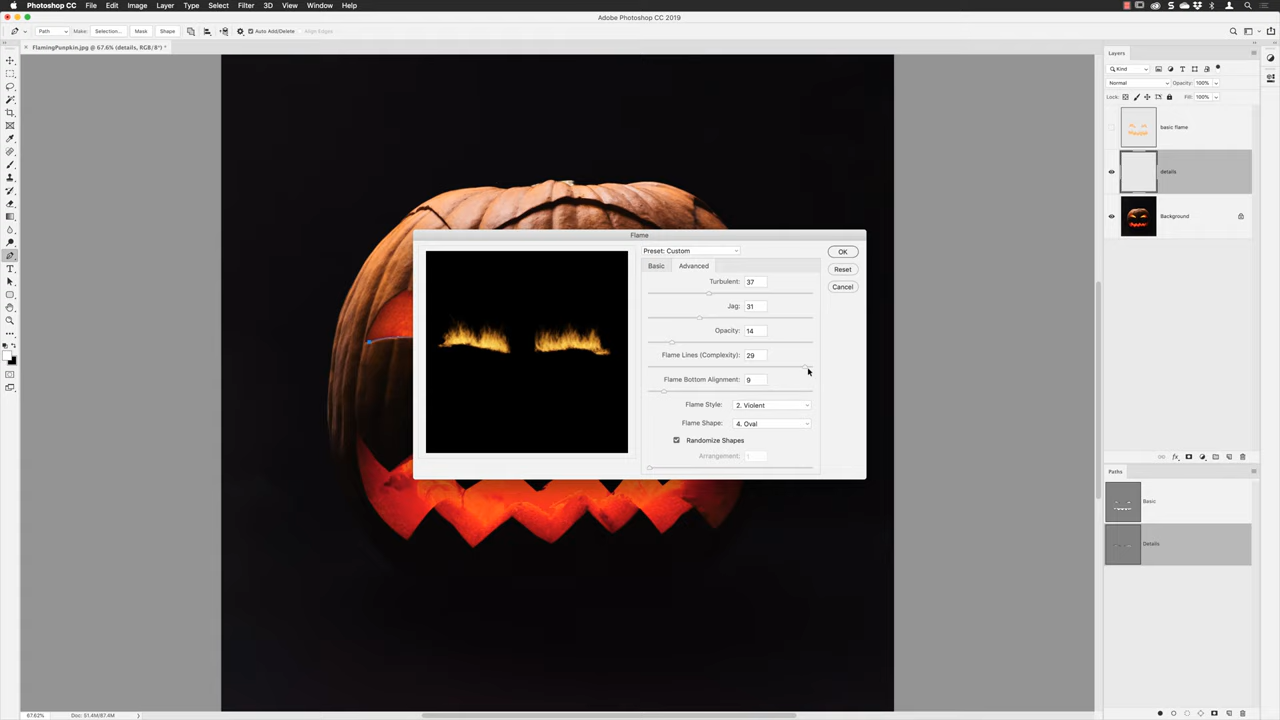 Photoshop CC File Edit Image Layer Type Select Filter 3D View Window Help
Adobe Photoshop CC 2019
Path Make: Selection... Mask Shape Auto Add/Delete Align Edges
× FlamingPunpkin.jpg @ 67.6% (details, RGB/8*) *
Layers
Kind
Normal Opacity: 100%
Lock: Fill: 100%
basic flame
details
Background
Flame
Preset: Custom
OK
Basic Advanced
Reset
Turbulent: 37
Cancel
Jag: 31
Opacity: 14
Flame Lines (Complexity): 29
Flame Bottom Alignment: 9
Flame Style: 2. Violent
Flame Shape: 4. Oval
Randomize Shapes
Arrangement: 1
Paths
Basic
Details
67.62% Doc: 51.4M/87.4M